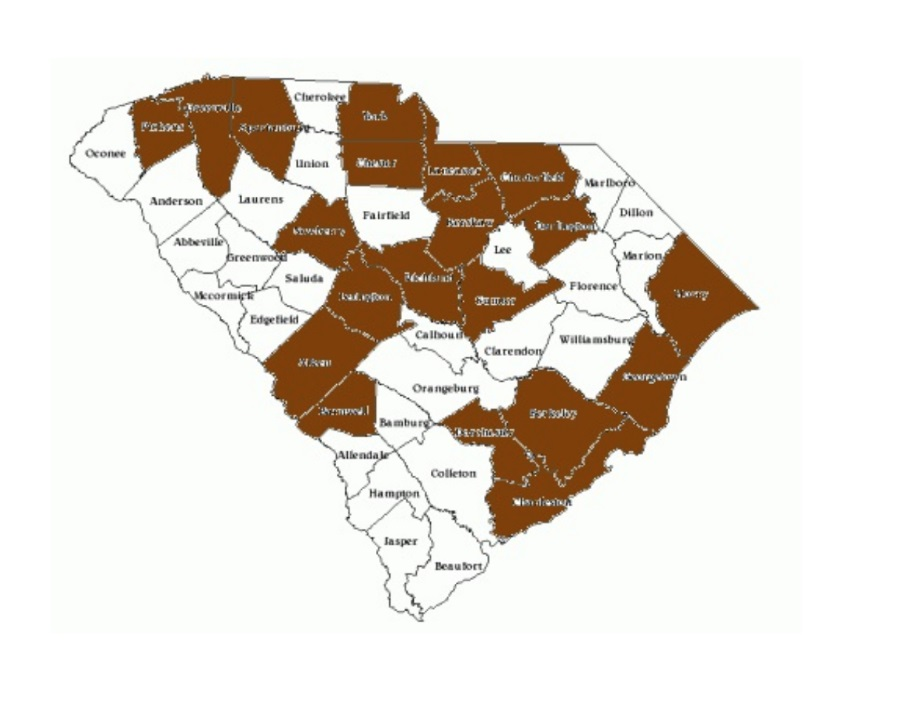 Cherokee
Greenville
York
Pickens
Spartanburg
Oconee
Union
Chester
Lancaster
Chesterfield
Marlboro
Anderson
Laurens
Fairfield
Kershaw
Darlington
Dillon
Newberry
Abbeville
Greenwood
Lee
Marion
Saluda
Richland
Florence
Mccormick
Lexington
Sumter
Horry
Edgefield
Calhoun
Clarendon
Williamsburg
Aiken
Orangeburg
Georgetown
Barnwell
Bamburg
Berkeley
Dorchester
Allendale
Colleton
Hampton
Charleston
Jasper
Beaufort